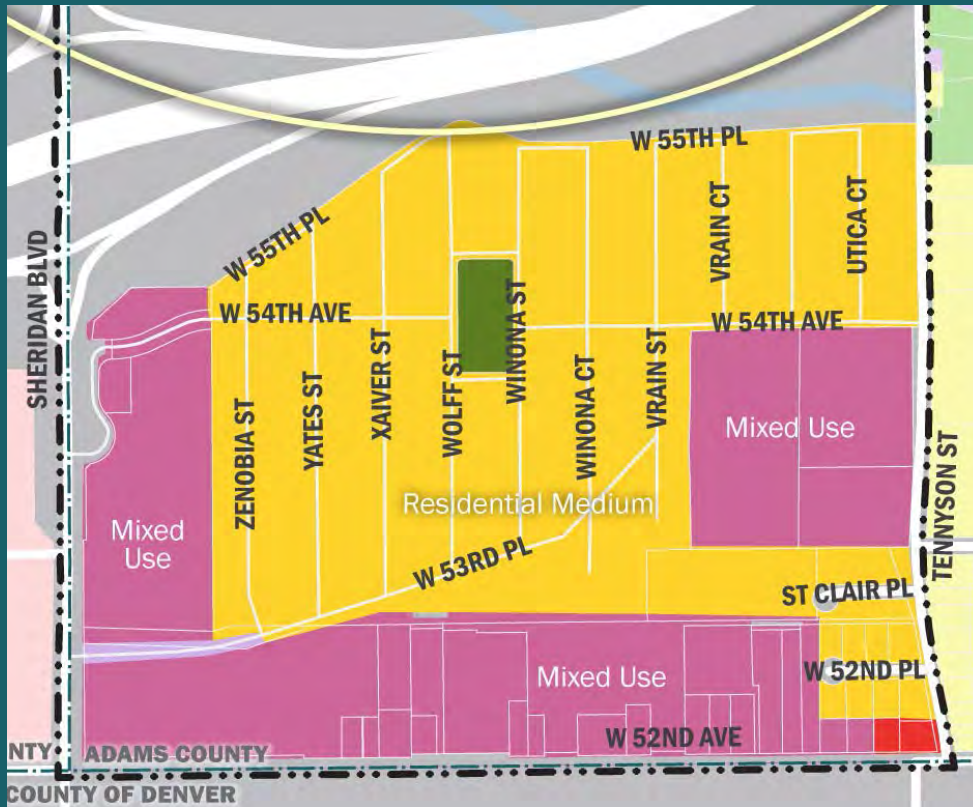 W 55TH PL
W 55TH PL
VRAIN CT
UTICA CT
SHERIDAN BLVD
W 54TH AVE
W 54TH AVE
WINONA ST
XAIVER ST
WOLFF ST
VRAIN ST
YATES ST
ZENOBIA ST
WINONA CT
Mixed Use
TENNYSON ST
Residential Medium
Mixed
Use
W 53RD PL
ST CLAIR PL
W 52ND PL
Mixed Use
W 52ND AVE
NTY
ADAMS COUNTY
COUNTY OF DENVER